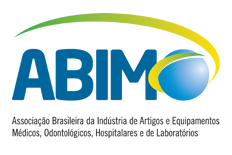 ABIMO
Associação Brasileira da Indústria de Artigos e Equipamentos
Médicos, Odontológicos, Hospitalares e de Laboratórios